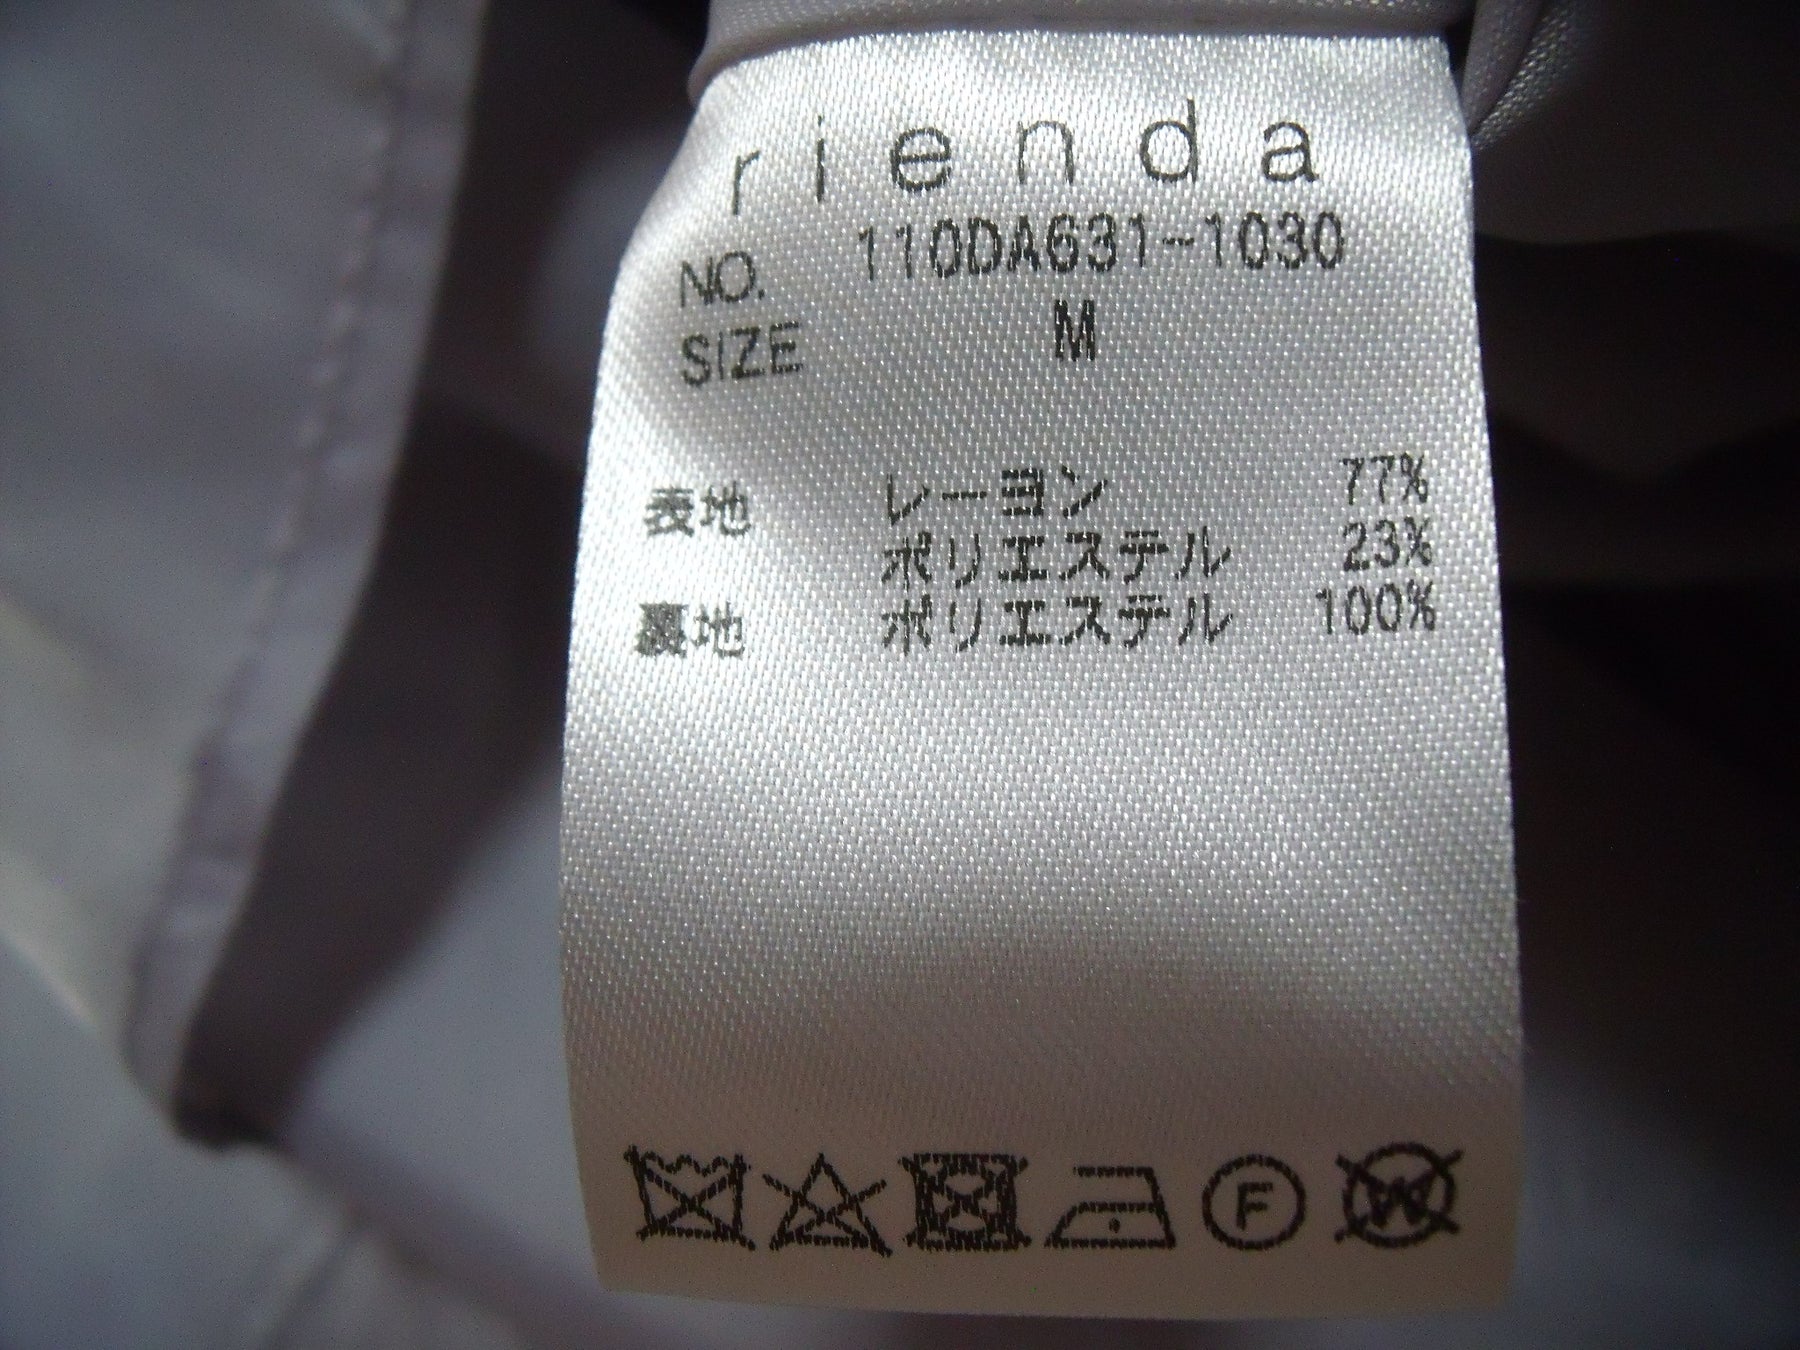 rienda
NO. 110DA631-1030
SIZE M
表地 レーヨン 77%
ポリエステル 23%
裏地 ポリエステル 100%
F
W